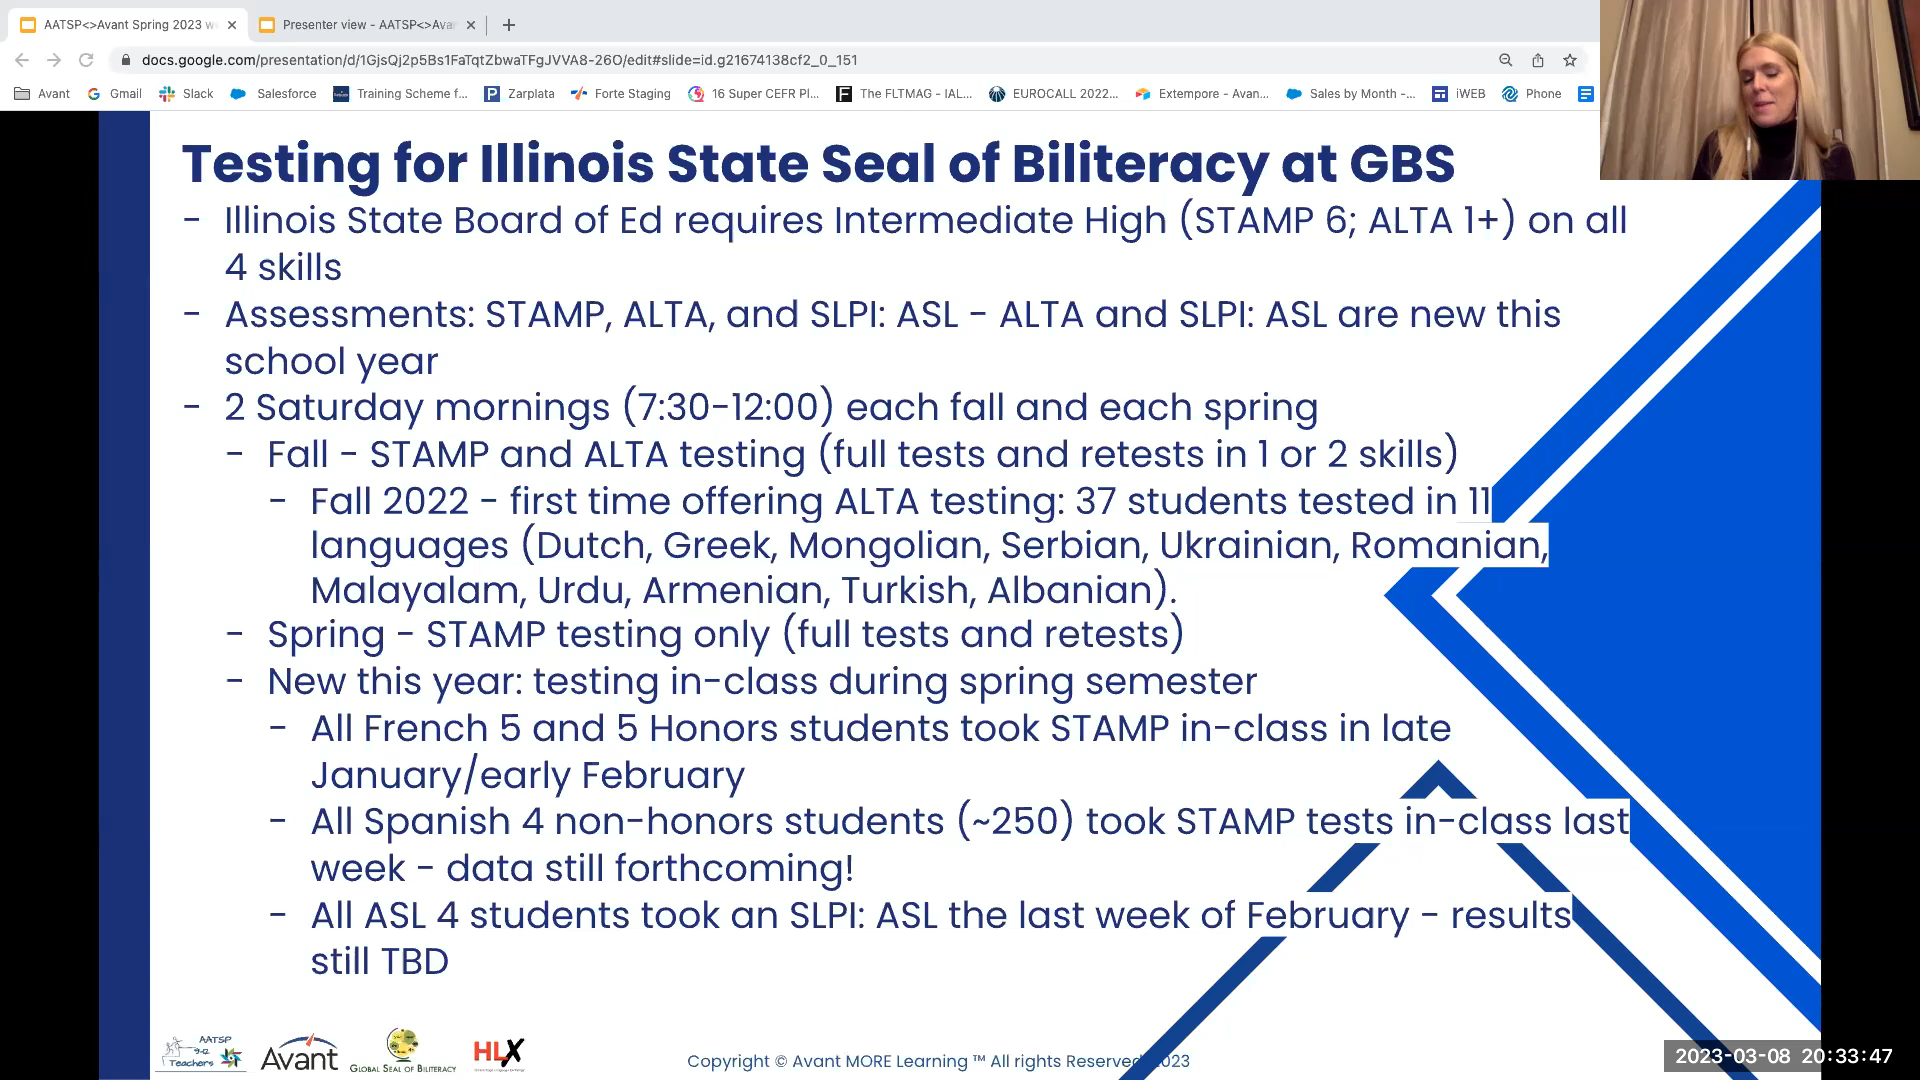 AATSP<>Avant Spring 2023 w
Presenter view - AATSP<>Ava
docs.google.com/presentation/d/1GjsQj2p5Bs1FaTqtZbwaTFgJVVA8-26O/edit#slide=id.g21674138cf2_0_151
Avant
Gmail
Slack
Salesforce
Training Scheme f...
Zarplata
Forte Staging
16 Super CEFR Pl...
The FLTMAG - IAL...
EUROCALL 2022...
Extempore - Avan...
Sales by Month -...
iWEB
Phone
Testing for Illinois State Seal of Biliteracy at GBS
- Illinois State Board of Ed requires Intermediate High (STAMP 6; ALTA 1+) on all
4 skills
- Assessments: STAMP, ALTA, and SLPI: ASL - ALTA and SLPI: ASL are new this
school year
- 2 Saturday mornings (7:30-12:00) each fall and each spring
- Fall - STAMP and ALTA testing (full tests and retests in 1 or 2 skills)
- Fall 2022 - first time offering ALTA testing: 37 students tested in 11
languages (Dutch, Greek, Mongolian, Serbian, Ukrainian, Romanian,
Malayalam, Urdu, Armenian, Turkish, Albanian).
- Spring - STAMP testing only (full tests and retests)
- New this year: testing in-class during spring semester
- All French 5 and 5 Honors students took STAMP in-class in late
January/early February
- All Spanish 4 non-honors students (~250) took STAMP tests in-class last
week - data still forthcoming!
- All ASL 4 students took an SLPI: ASL the last week of February - results
still TBD
AATSP
9-12
Teachers
Avant
GLOBAL SEAL OF BILITERACY
HLX
Copyright © Avant MORE Learning ™ All rights Reserved 2023
2023-03-08 20:33:47